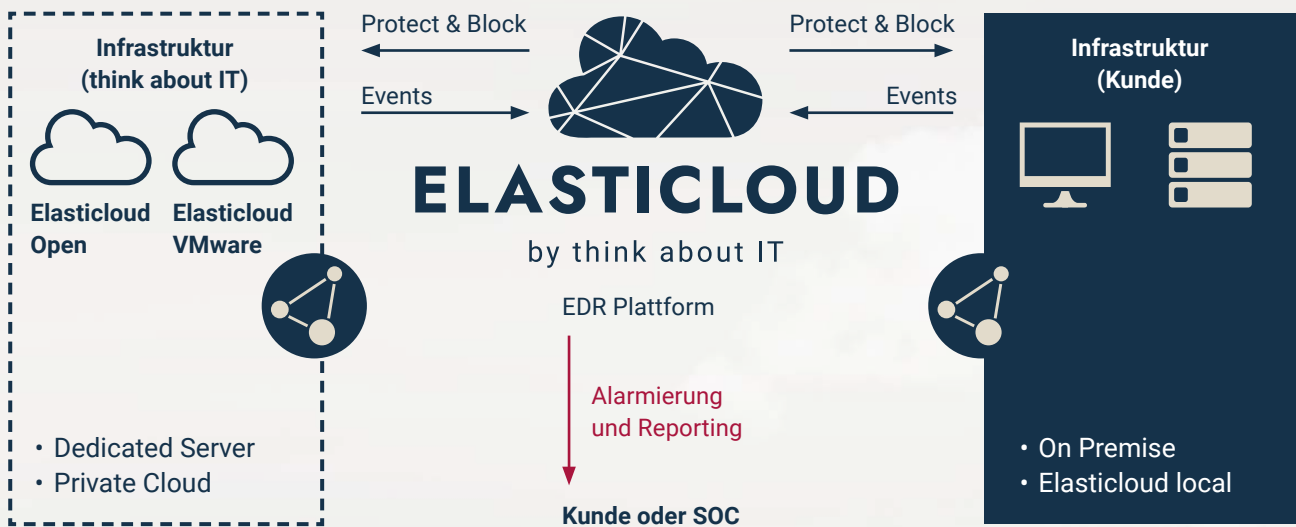 Infrastruktur
(think about IT)
Elasticloud
Open
Elasticloud
VMware
• Dedicated Server
• Private Cloud
Protect & Block
Events
ELASTICLOUD
by think about IT
EDR Plattform
Alarmierung
und Reporting
Kunde oder SOC
Protect & Block
Events
Infrastruktur
(Kunde)
• On Premise
• Elasticloud local